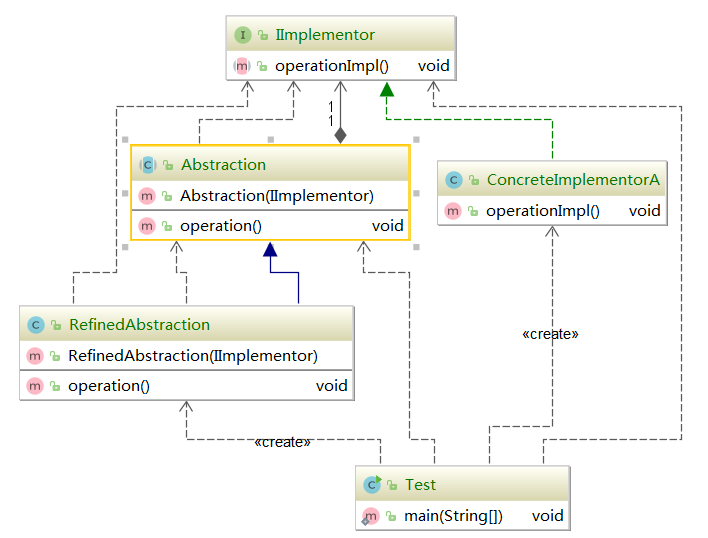 IImplementor
operationImpl() void
1
1
Abstraction
Abstraction(IImplementor)
operation() void
ConcreteImplementorA
operationImpl() void
RefinedAbstraction
RefinedAbstraction(IImplementor)
operation() void
«create»
«create»
Test
main(String[]) void